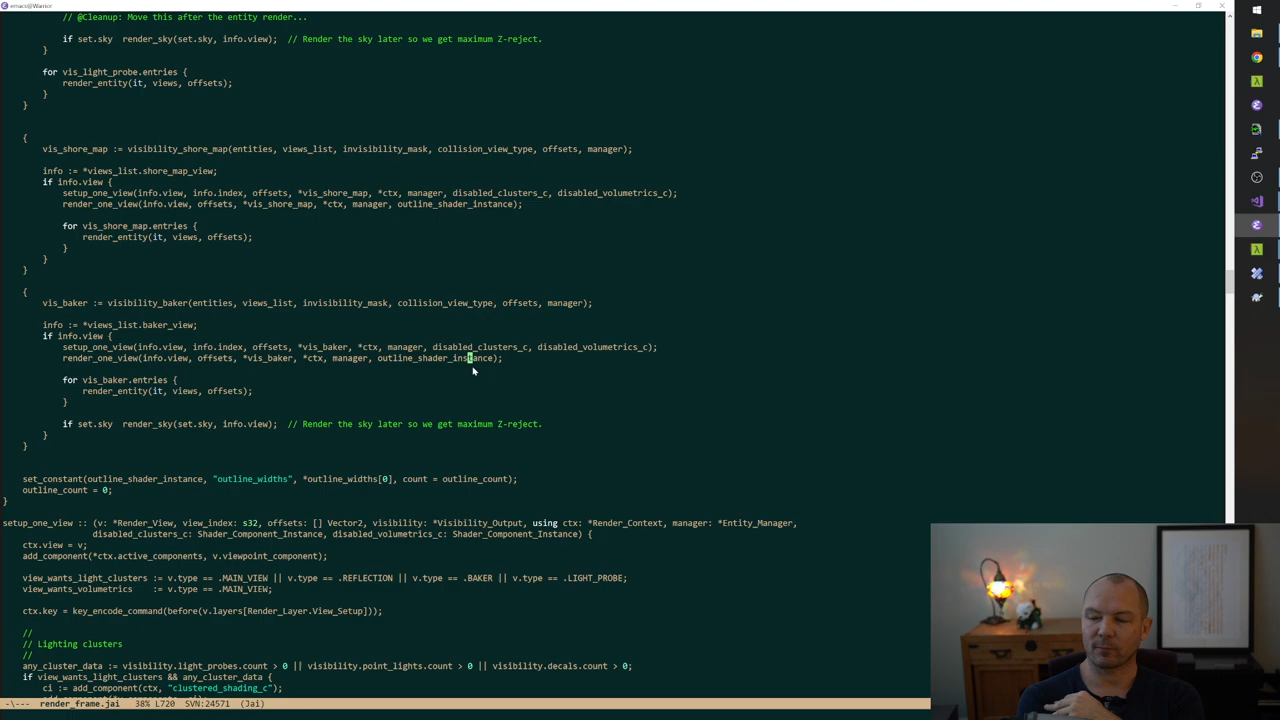 emacs@Warrior
// @Cleanup: Move this after the entity render...
if set.sky  render_sky(set.sky, info.view);  // Render the sky later so we get maximum Z-reject.
}
for vis_light_probe.entries {
render_entity(it, views, offsets);
}
}
{
vis_shore_map := visibility_shore_map(entities, views_list, invisibility_mask, collision_view_type, offsets, manager);
info := *views_list.shore_map_view;
if info.view {
setup_one_view(info.view, info.index, offsets, *vis_shore_map, *ctx, manager, disabled_clusters_c, disabled_volumetrics_c);
render_one_view(info.view, offsets, *vis_shore_map, *ctx, manager, outline_shader_instance);
for vis_shore_map.entries {
render_entity(it, views, offsets);
}
}
}
{
vis_baker := visibility_baker(entities, views_list, invisibility_mask, collision_view_type, offsets, manager);
info := *views_list.baker_view;
if info.view {
setup_one_view(info.view, info.index, offsets, *vis_baker, *ctx, manager, disabled_clusters_c, disabled_volumetrics_c);
render_one_view(info.view, offsets, *vis_baker, *ctx, manager, outline_shader_instance);
for vis_baker.entries {
render_entity(it, views, offsets);
}
if set.sky  render_sky(set.sky, info.view);  // Render the sky later so we get maximum Z-reject.
}
}
set_constant(outline_shader_instance, "outline_widths", *outline_widths[0], count = outline_count);
outline_count = 0;
}
setup_one_view :: (v: *Render_View, view_index: s32, offsets: [] Vector2, visibility: *Visibility_Output, using ctx: *Render_Context, manager: *Entity_Manager,
disabled_clusters_c: Shader_Component_Instance, disabled_volumetrics_c: Shader_Component_Instance) {
ctx.view = v;
add_component(*ctx.active_components, v.viewpoint_component);
view_wants_light_clusters := v.type == .MAIN_VIEW || v.type == .REFLECTION || v.type == .BAKER || v.type == .LIGHT_PROBE;
view_wants_volumetrics    := v.type == .MAIN_VIEW;
ctx.key = key_encode_command(before(v.layers[Render_Layer.View_Setup]));
//
// Lighting clusters
//
any_cluster_data := visibility.light_probes.count > 0 || visibility.point_lights.count > 0 || visibility.decals.count > 0;
if view_wants_light_clusters && any_cluster_data {
ci := add_component(ctx, "clustered_shading_c");
-\---  render_frame.jai   38% L720  SVN:24571  (Jai)